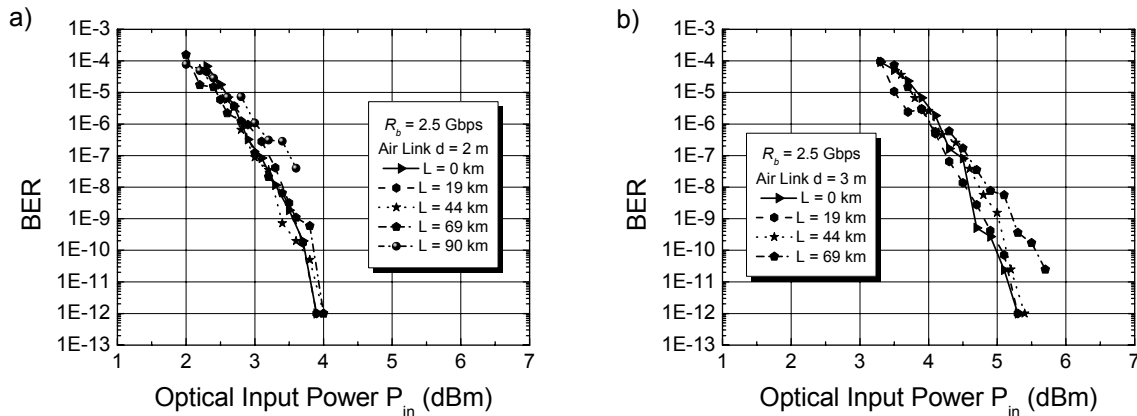 a)
1E-3
1E-4
1E-5
1E-6
1E-7
1E-8
1E-9
1E-10
1E-11
1E-12
1E-13
BER
R_b = 2.5 Gbps
Air Link d = 2 m
L = 0 km
L = 19 km
L = 44 km
L = 69 km
L = 90 km
1 2 3 4 5 6 7
Optical Input Power P_in (dBm)
b)
1E-3
1E-4
1E-5
1E-6
1E-7
1E-8
1E-9
1E-10
1E-11
1E-12
1E-13
BER
R_b = 2.5 Gbps
Air Link d = 3 m
L = 0 km
L = 19 km
L = 44 km
L = 69 km
1 2 3 4 5 6 7
Optical Input Power P_in (dBm)